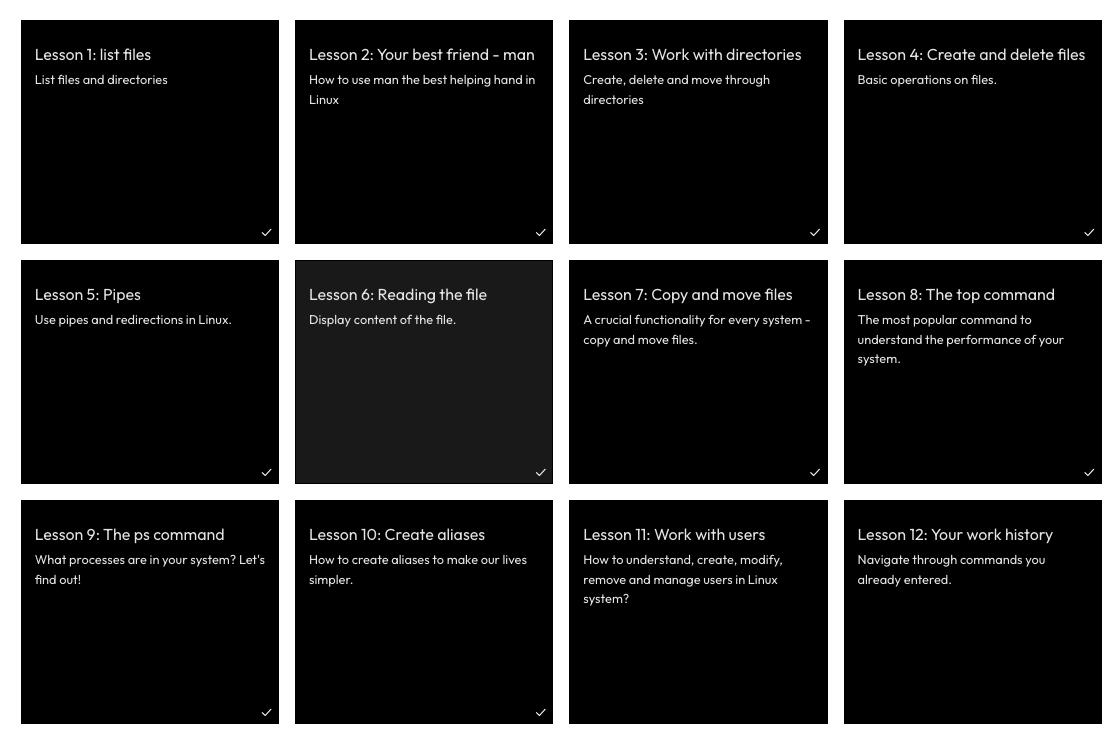 Lesson 1: list files
List files and directories
Lesson 2: Your best friend - man
How to use man the best helping hand in
Linux
Lesson 3: Work with directories
Create, delete and move through
directories
Lesson 4: Create and delete files
Basic operations on files.
Lesson 5: Pipes
Use pipes and redirections in Linux.
Lesson 6: Reading the file
Display content of the file.
Lesson 7: Copy and move files
A crucial functionality for every system -
copy and move files.
Lesson 8: The top command
The most popular command to
understand the performance of your
system.
Lesson 9: The ps command
What processes are in your system? Let's
find out!
Lesson 10: Create aliases
How to create aliases to make our lives
simpler.
Lesson 11: Work with users
How to understand, create, modify,
remove and manage users in Linux
system?
Lesson 12: Your work history
Navigate through commands you
already entered.